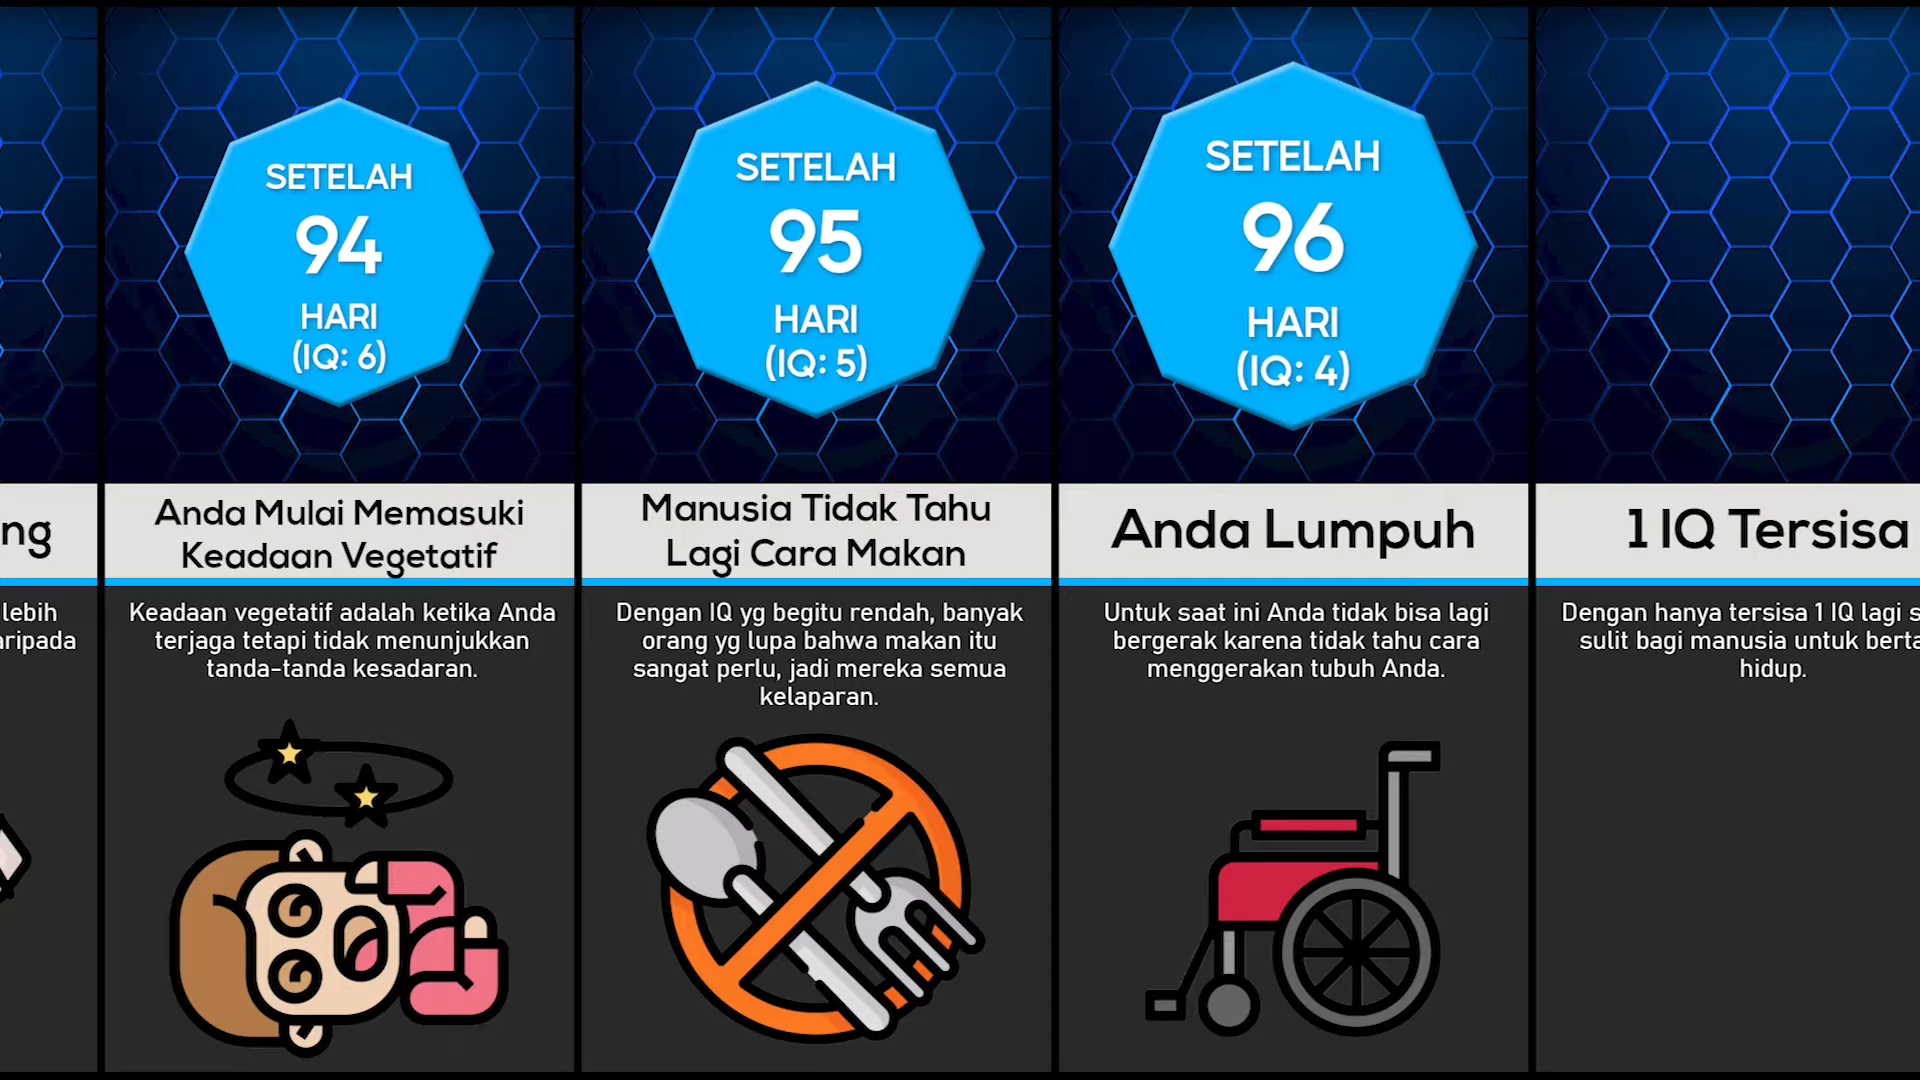 ng
lebih
SETELAH
94
HARI
(IQ: 6)
Anda Mulai Memasuki
Keadaan Vegetatif
Keadaan vegetatif adalah ketika Anda
terjaga tetapi tidak menunjukkan
tanda-tanda kesadaran.
SETELAH
95
HARI
(IQ: 5)
Manusia Tidak Tahu
Lagi Cara Makan
Dengan IQ yg begitu rendah, banyak
orang yg lupa bahwa makan itu
sangat perlu, jadi mereka semua
kelaparan.
SETELAH
96
HARI
(IQ: 4)
Anda Lumpuh
Untuk saat ini Anda tidak bisa lagi
bergerak karena tidak tahu cara
menggerakan tubuh Anda.
1 IQ Tersisa
Dengan hanya tersisa 1 IQ lagi
sulit bagi manusia untuk
hidup.